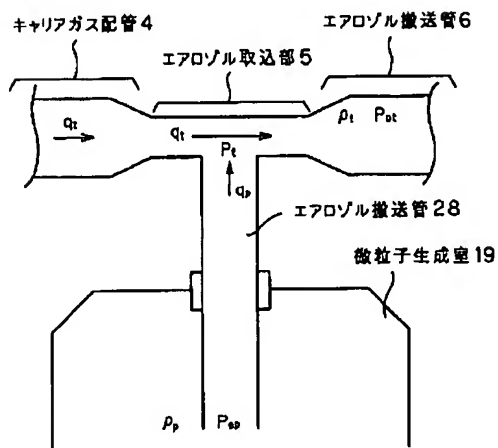 キャリアガス配管4
エアロゾル取込部5
エアロゾル搬送管6
qt
qt
Pt
ρt Pot
qp
エアロゾル搬送管28
微粒子生成室19
ρp Pop